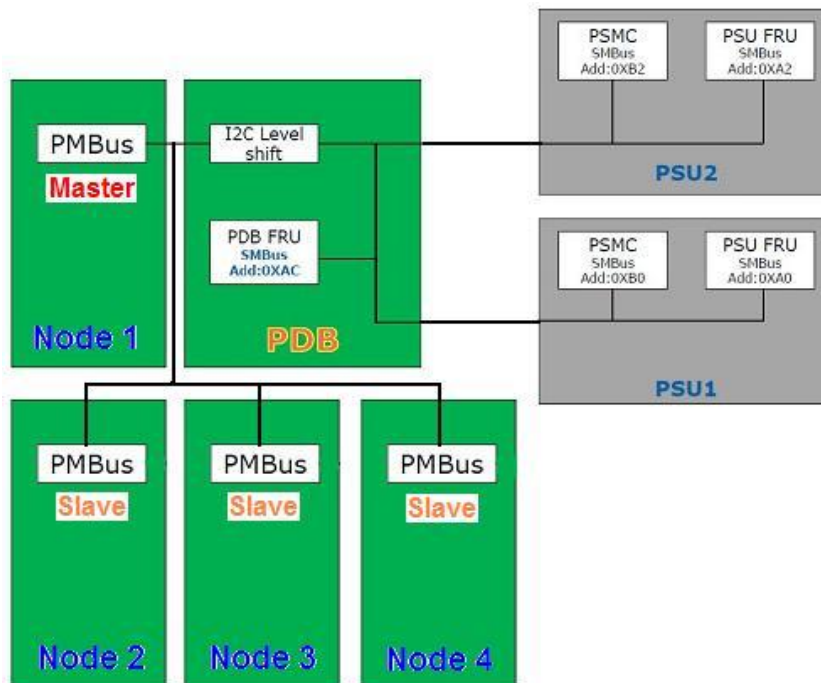 PSMC
SMBus
Add:0XB2
PSU FRU
SMBus
Add:0XA2
PSU2
PMBus
Master
Node 1
I2C Level
shift
PDB FRU
SMBus
Add:0XAC
PDB
PSMC
SMBus
Add:0XB0
PSU FRU
SMBus
Add:0XA0
PSU1
PMBus
Slave
Node 2
PMBus
Slave
Node 3
PMBus
Slave
Node 4